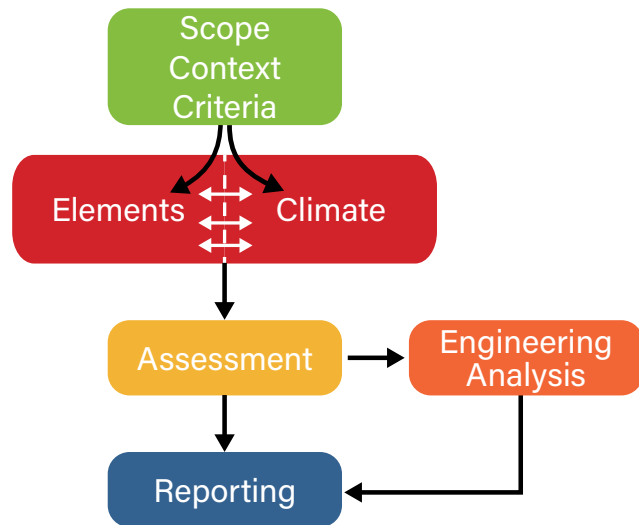 Scope
Context
Criteria
Elements
Climate
Assessment
Engineering
Analysis
Reporting